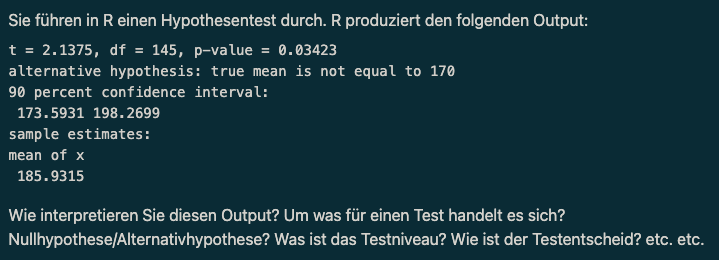 Sie führen in R einen Hypothesentest durch. R produziert den folgenden Output:
t = 2.1375, df = 145, p-value = 0.03423
alternative hypothesis: true mean is not equal to 170
90 percent confidence interval:
 173.5931 198.2699
sample estimates:
mean of x
 185.9315
Wie interpretieren Sie diesen Output? Um was für einen Test handelt es sich?
Nullhypothese/Alternativhypothese? Was ist das Testniveau? Wie ist der Testentscheid? etc. etc.